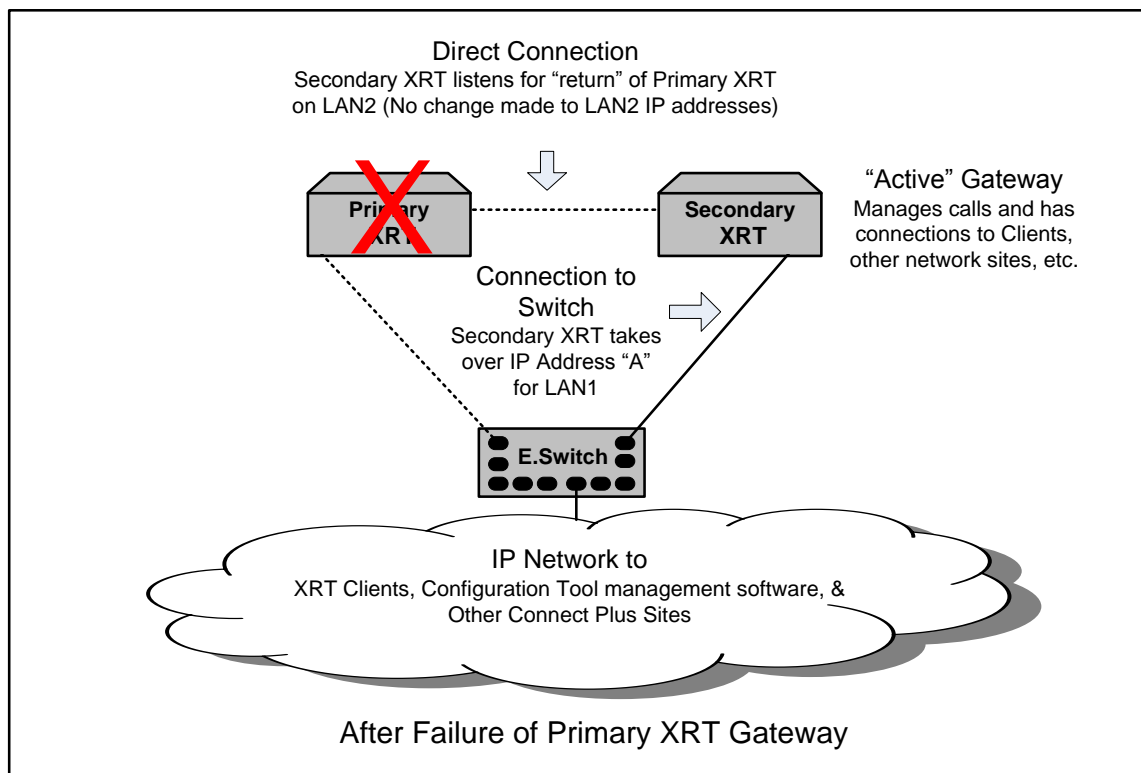 Direct Connection
Secondary XRT listens for “return” of Primary XRT
on LAN2 (No change made to LAN2 IP addresses)
Primary
XRT
Secondary
XRT
“Active” Gateway
Manages calls and has
connections to Clients,
other network sites, etc.
Connection to
Switch
Secondary XRT takes
over IP Address “A”
for LAN1
E.Switch
IP Network to
XRT Clients, Configuration Tool management software, &
Other Connect Plus Sites
After Failure of Primary XRT Gateway